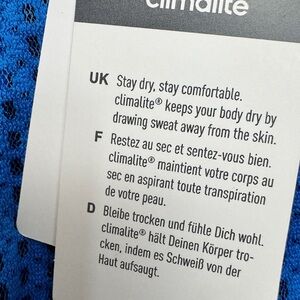 climalite
UK Stay dry, stay comfortable.
climalite® keeps your body dry by
drawing sweat away from the skin.
F Restez au sec et sentez-vous bien.
climalite® maintient votre corps au
sec en aspirant toute transpiration
de votre peau.
D Bleibe trocken und fühle Dich wohl.
climalite® hält Deinen Körper tro-
cken, indem es Schweiß von der
Haut aufsaugt.